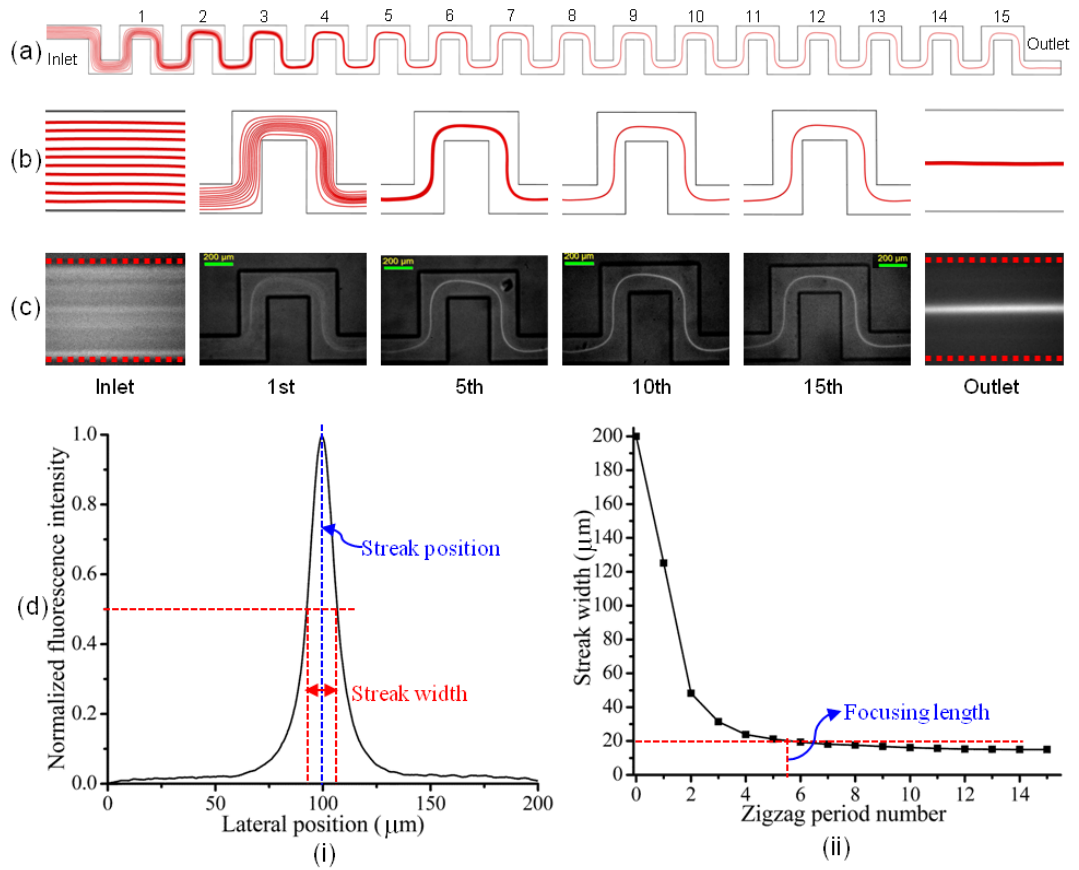 1 2 3 4 5 6 7 8 9 10 11 12 13 14 15
(a)
Inlet
Outlet
(b)
(c)
200 μm
200 μm
200 μm
200 μm
Inlet 1st 5th 10th 15th Outlet
(d)
Normalized fluorescence intensity
1.0
0.8
0.6
0.4
0.2
0.0
Streak position
Streak width
0 50 100 150 200
Lateral position (μm)
(i)
Streak width (μm)
200
180
160
140
120
100
80
60
40
20
0
Focusing length
0 2 4 6 8 10 12 14
Zigzag period number
(ii)